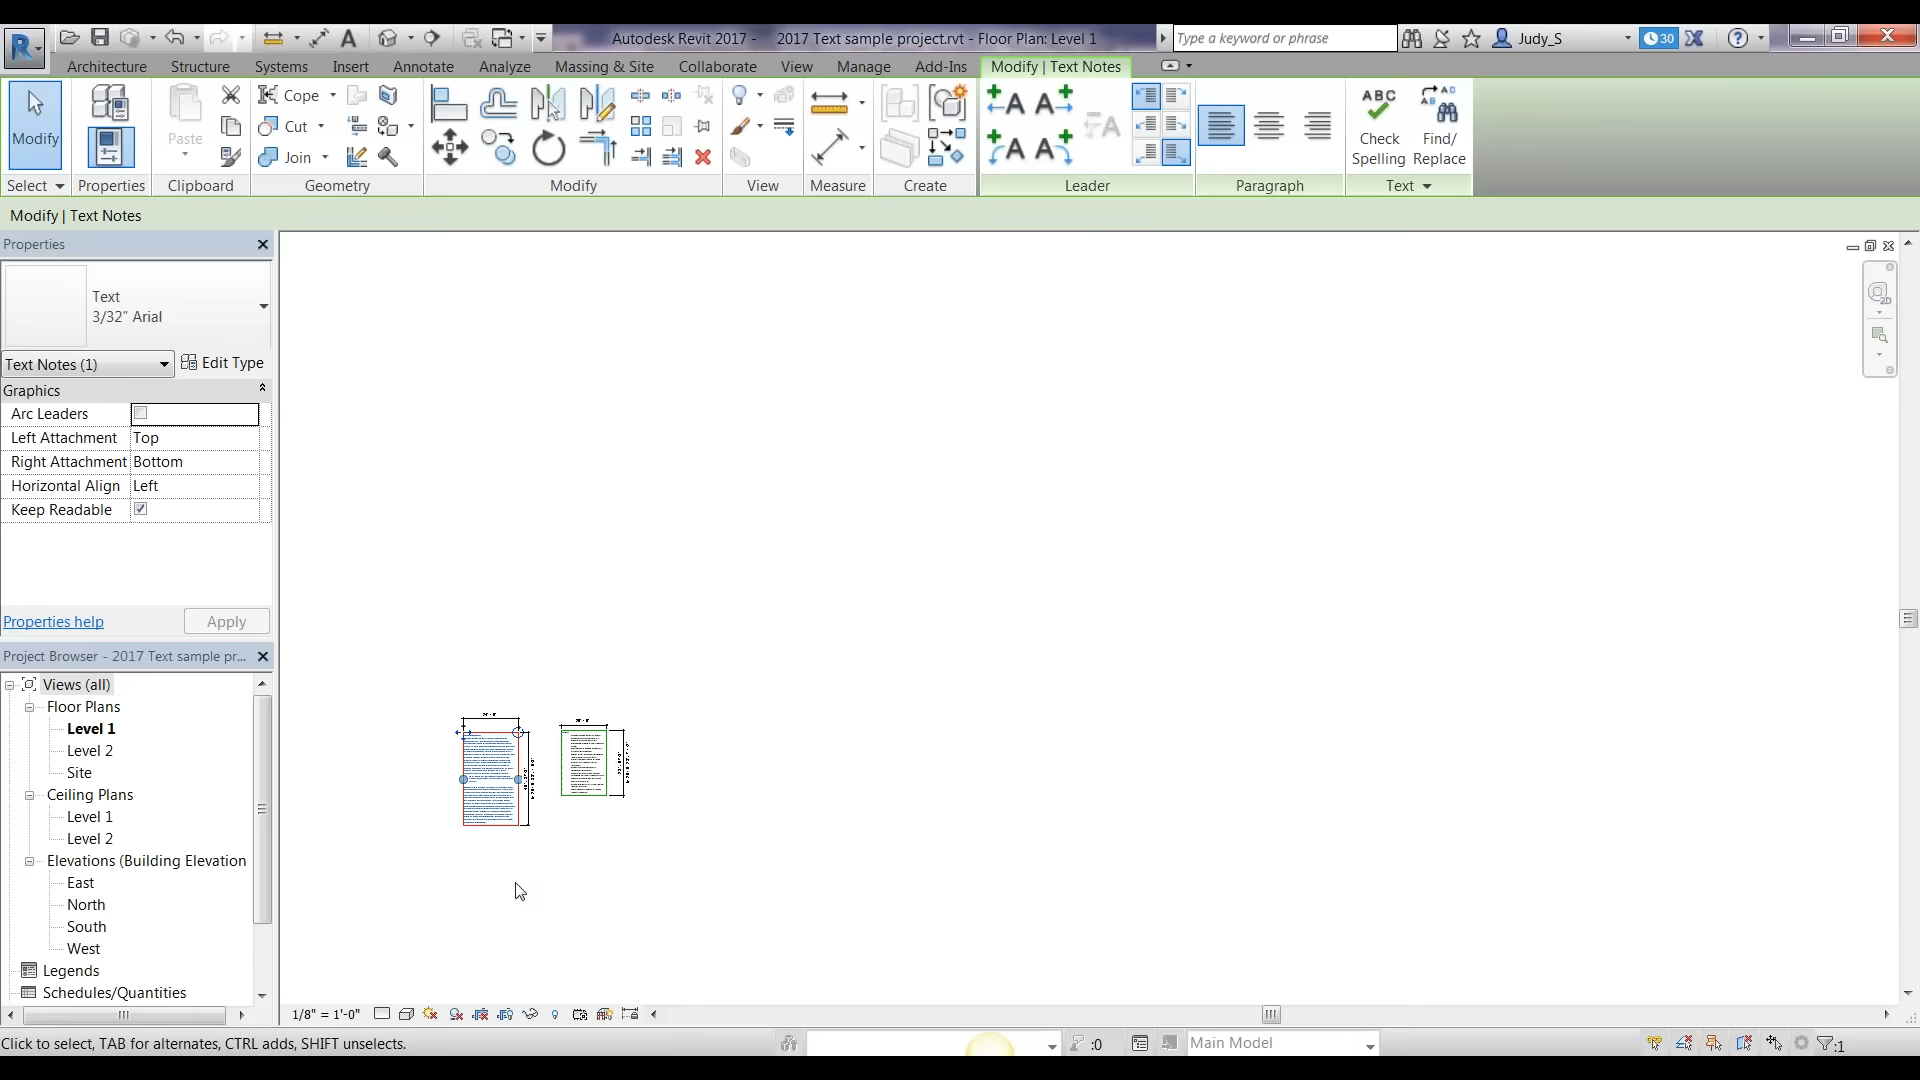 Autodesk Revit 2017 - 2017 Text sample project.rvt - Floor Plan: Level 1
Type a keyword or phrase
Judy_S
30
Architecture Structure Systems Insert Annotate Analyze Massing & Site Collaborate View Manage Add-Ins Modify | Text Notes
Modify
Paste
Cope
Cut
Join
ABC
Check Spelling
Find/ Replace
Select Properties Clipboard Geometry Modify View Measure Create Leader Paragraph Text
Modify | Text Notes
Properties
Text
3/32" Arial
Text Notes (1) Edit Type
Graphics
Arc Leaders
Left Attachment Top
Right Attachment Bottom
Horizontal Align Left
Keep Readable
Properties help Apply
Project Browser - 2017 Text sample pr...
Views (all)
Floor Plans
Level 1
Level 2
Site
Ceiling Plans
Level 1
Level 2
Elevations (Building Elevation
East
North
South
West
Legends
Schedules/Quantities
1/8" = 1'-0"
Click to select, TAB for alternates, CTRL adds, SHIFT unselects.
:0
Main Model
:1